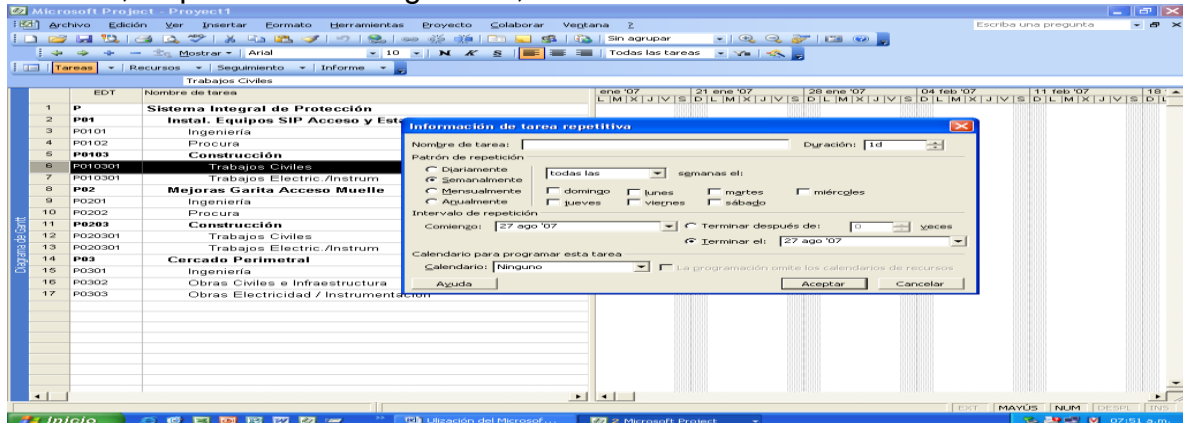 Microsoft Project - Proyect1
Archivo Edición Ver Insertar Formato Herramientas Proyecto Colaborar Ventana ? Escriba una pregunta
Sin agrupar
Mostrar Arial 10 N K S Todas las tareas
Tareas Recursos Seguimiento Informe
Trabajos Civiles
EDT Nombre de tarea ene '07 21 ene '07 28 ene '07 04 feb '07 11 feb '07 18
L M X J V S D L M X J V S D L M X J V S D L M X J V S D L M X J V S D L
1 P Sistema Integral de Protección
2 P01 Instal. Equipos SIP Acceso y Est
3 P0101 Ingeniería
4 P0102 Procura
5 P0103 Construcción
6 P010301 Trabajos Civiles
7 P010301 Trabajos Electric./Instrum
8 P02 Mejoras Garita Acceso Muelle
9 P0201 Ingeniería
10 P0202 Procura
11 P0203 Construcción
12 P020301 Trabajos Civiles
13 P020301 Trabajos Electric./Instrum
14 P03 Cercado Perimetral
15 P0301 Ingeniería
16 P0302 Obras Civiles e Infraestructura
17 P0303 Obras Electricidad / Instrumentación
Información de tarea repetitiva
Nombre de tarea: Duración: 1d
Patrón de repetición
Diariamente
Semanalmente
Mensualmente
Anualmente
todas las semanas el:
domingo lunes martes miércoles
jueves viernes sábado
Intervalo de repetición
Comienzo: 27 ago '07 Terminar después de: 0 veces
Terminar el: 27 ago '07
Calendario para programar esta tarea
Calendario: Ninguno La programación omite los calendarios de recursos
Ayuda Aceptar Cancelar
Diagrama de Gantt
EXT MAYÚS NUM DESPL INS
Inicio Ulización del Microsof... 2 Microsoft Project 07:51 a.m.